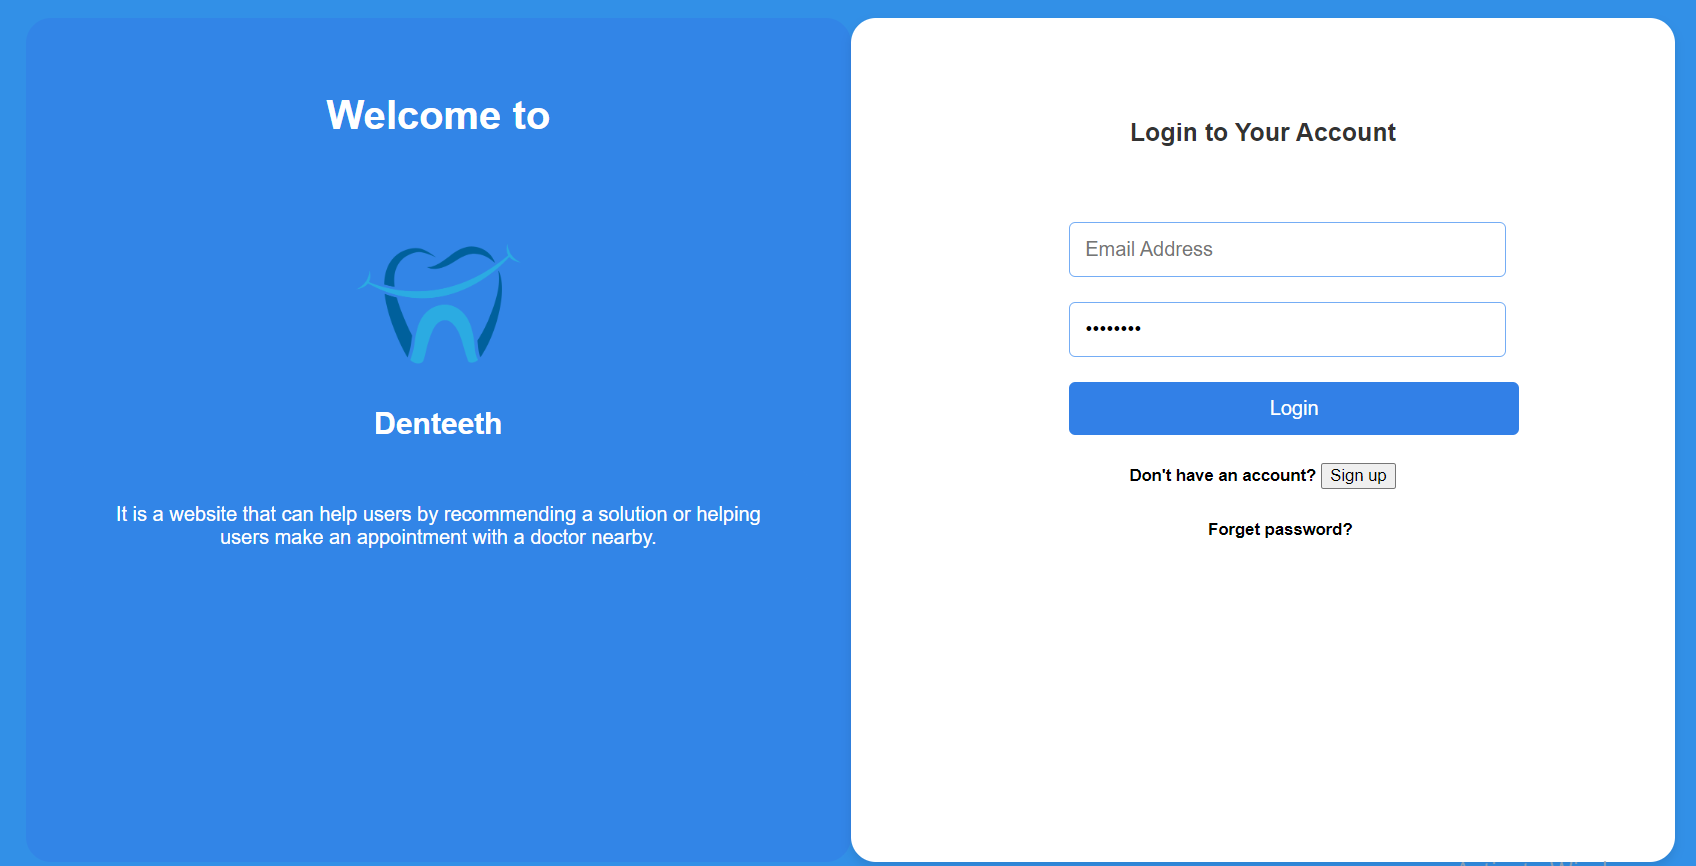 Welcome to
Denteeth
It is a website that can help users by recommending a solution or helping
users make an appointment with a doctor nearby.
Login to Your Account
Email Address
••••••••
Login
Don't have an account? Sign up
Forget password?